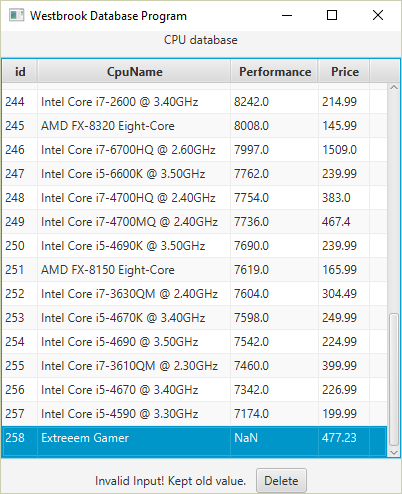 Westbrook Database Program
CPU database
id CpuName Performance Price
244 Intel Core i7-2600 @ 3.40GHz 8242.0 214.99
245 AMD FX-8320 Eight-Core 8008.0 145.99
246 Intel Core i7-6700HQ @ 2.60GHz 7997.0 1509.0
247 Intel Core i5-6600K @ 3.50GHz 7762.0 239.99
248 Intel Core i7-4700HQ @ 2.40GHz 7754.0 383.0
249 Intel Core i7-4700MQ @ 2.40GHz 7736.0 467.4
250 Intel Core i5-4690K @ 3.50GHz 7690.0 239.99
251 AMD FX-8150 Eight-Core 7619.0 165.99
252 Intel Core i7-3630QM @ 2.40GHz 7604.0 304.49
253 Intel Core i5-4670K @ 3.40GHz 7598.0 249.99
254 Intel Core i5-4690 @ 3.50GHz 7542.0 224.99
255 Intel Core i7-3610QM @ 2.30GHz 7460.0 399.99
256 Intel Core i5-4670 @ 3.40GHz 7342.0 226.99
257 Intel Core i5-4590 @ 3.30GHz 7174.0 199.99
258 Extreeem Gamer NaN 477.23
Invalid Input! Kept old value. Delete